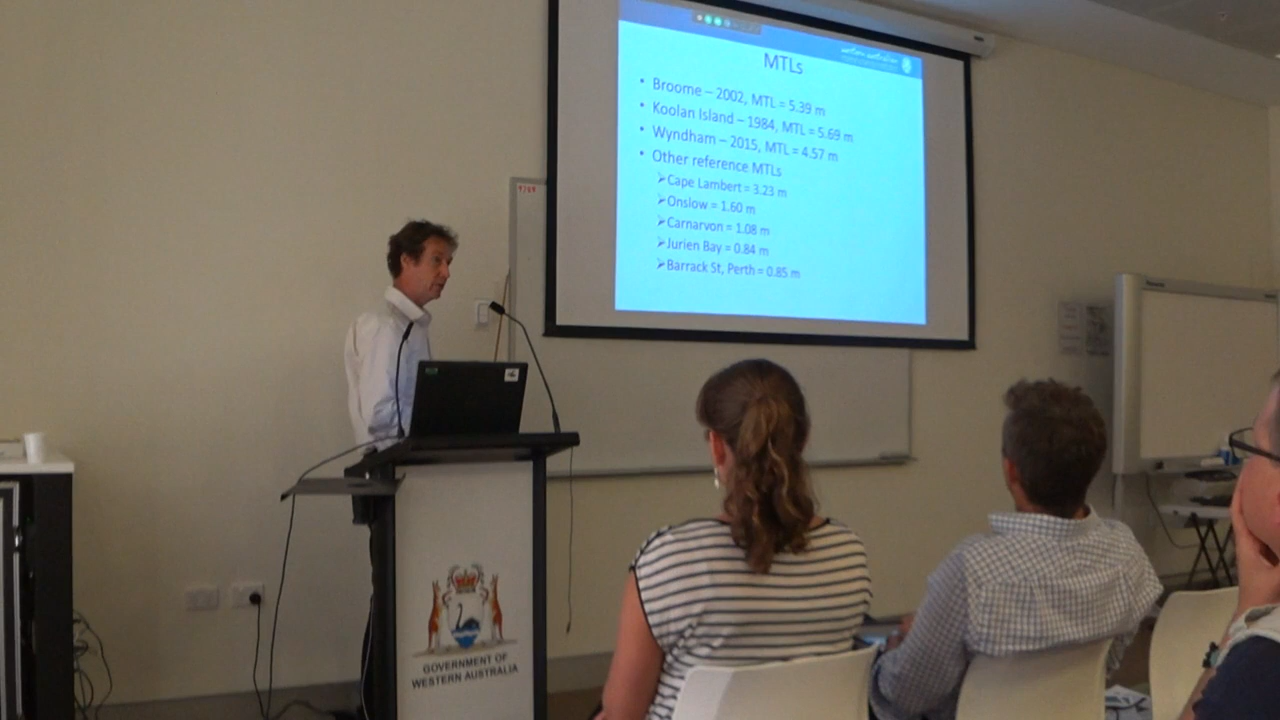 MTLs
• Broome – 2002, MTL = 5.39 m
• Koolan Island – 1984, MTL = 5.69 m
• Wyndham – 2015, MTL = 4.57 m
• Other reference MTLs
➢Cape Lambert = 3.23 m
➢Onslow = 1.60 m
➢Carnarvon = 1.08 m
➢Jurien Bay = 0.84 m
➢Barrack St, Perth = 0.85 m
GOVERNMENT OF
WESTERN AUSTRALIA